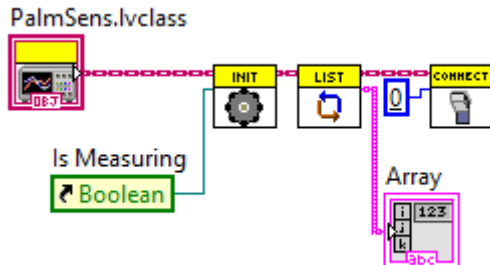 PalmSens.lvclass
OBJ
INIT
LIST
CONNECT
0
Is Measuring
Boolean
Array
i
j
k
123
abc